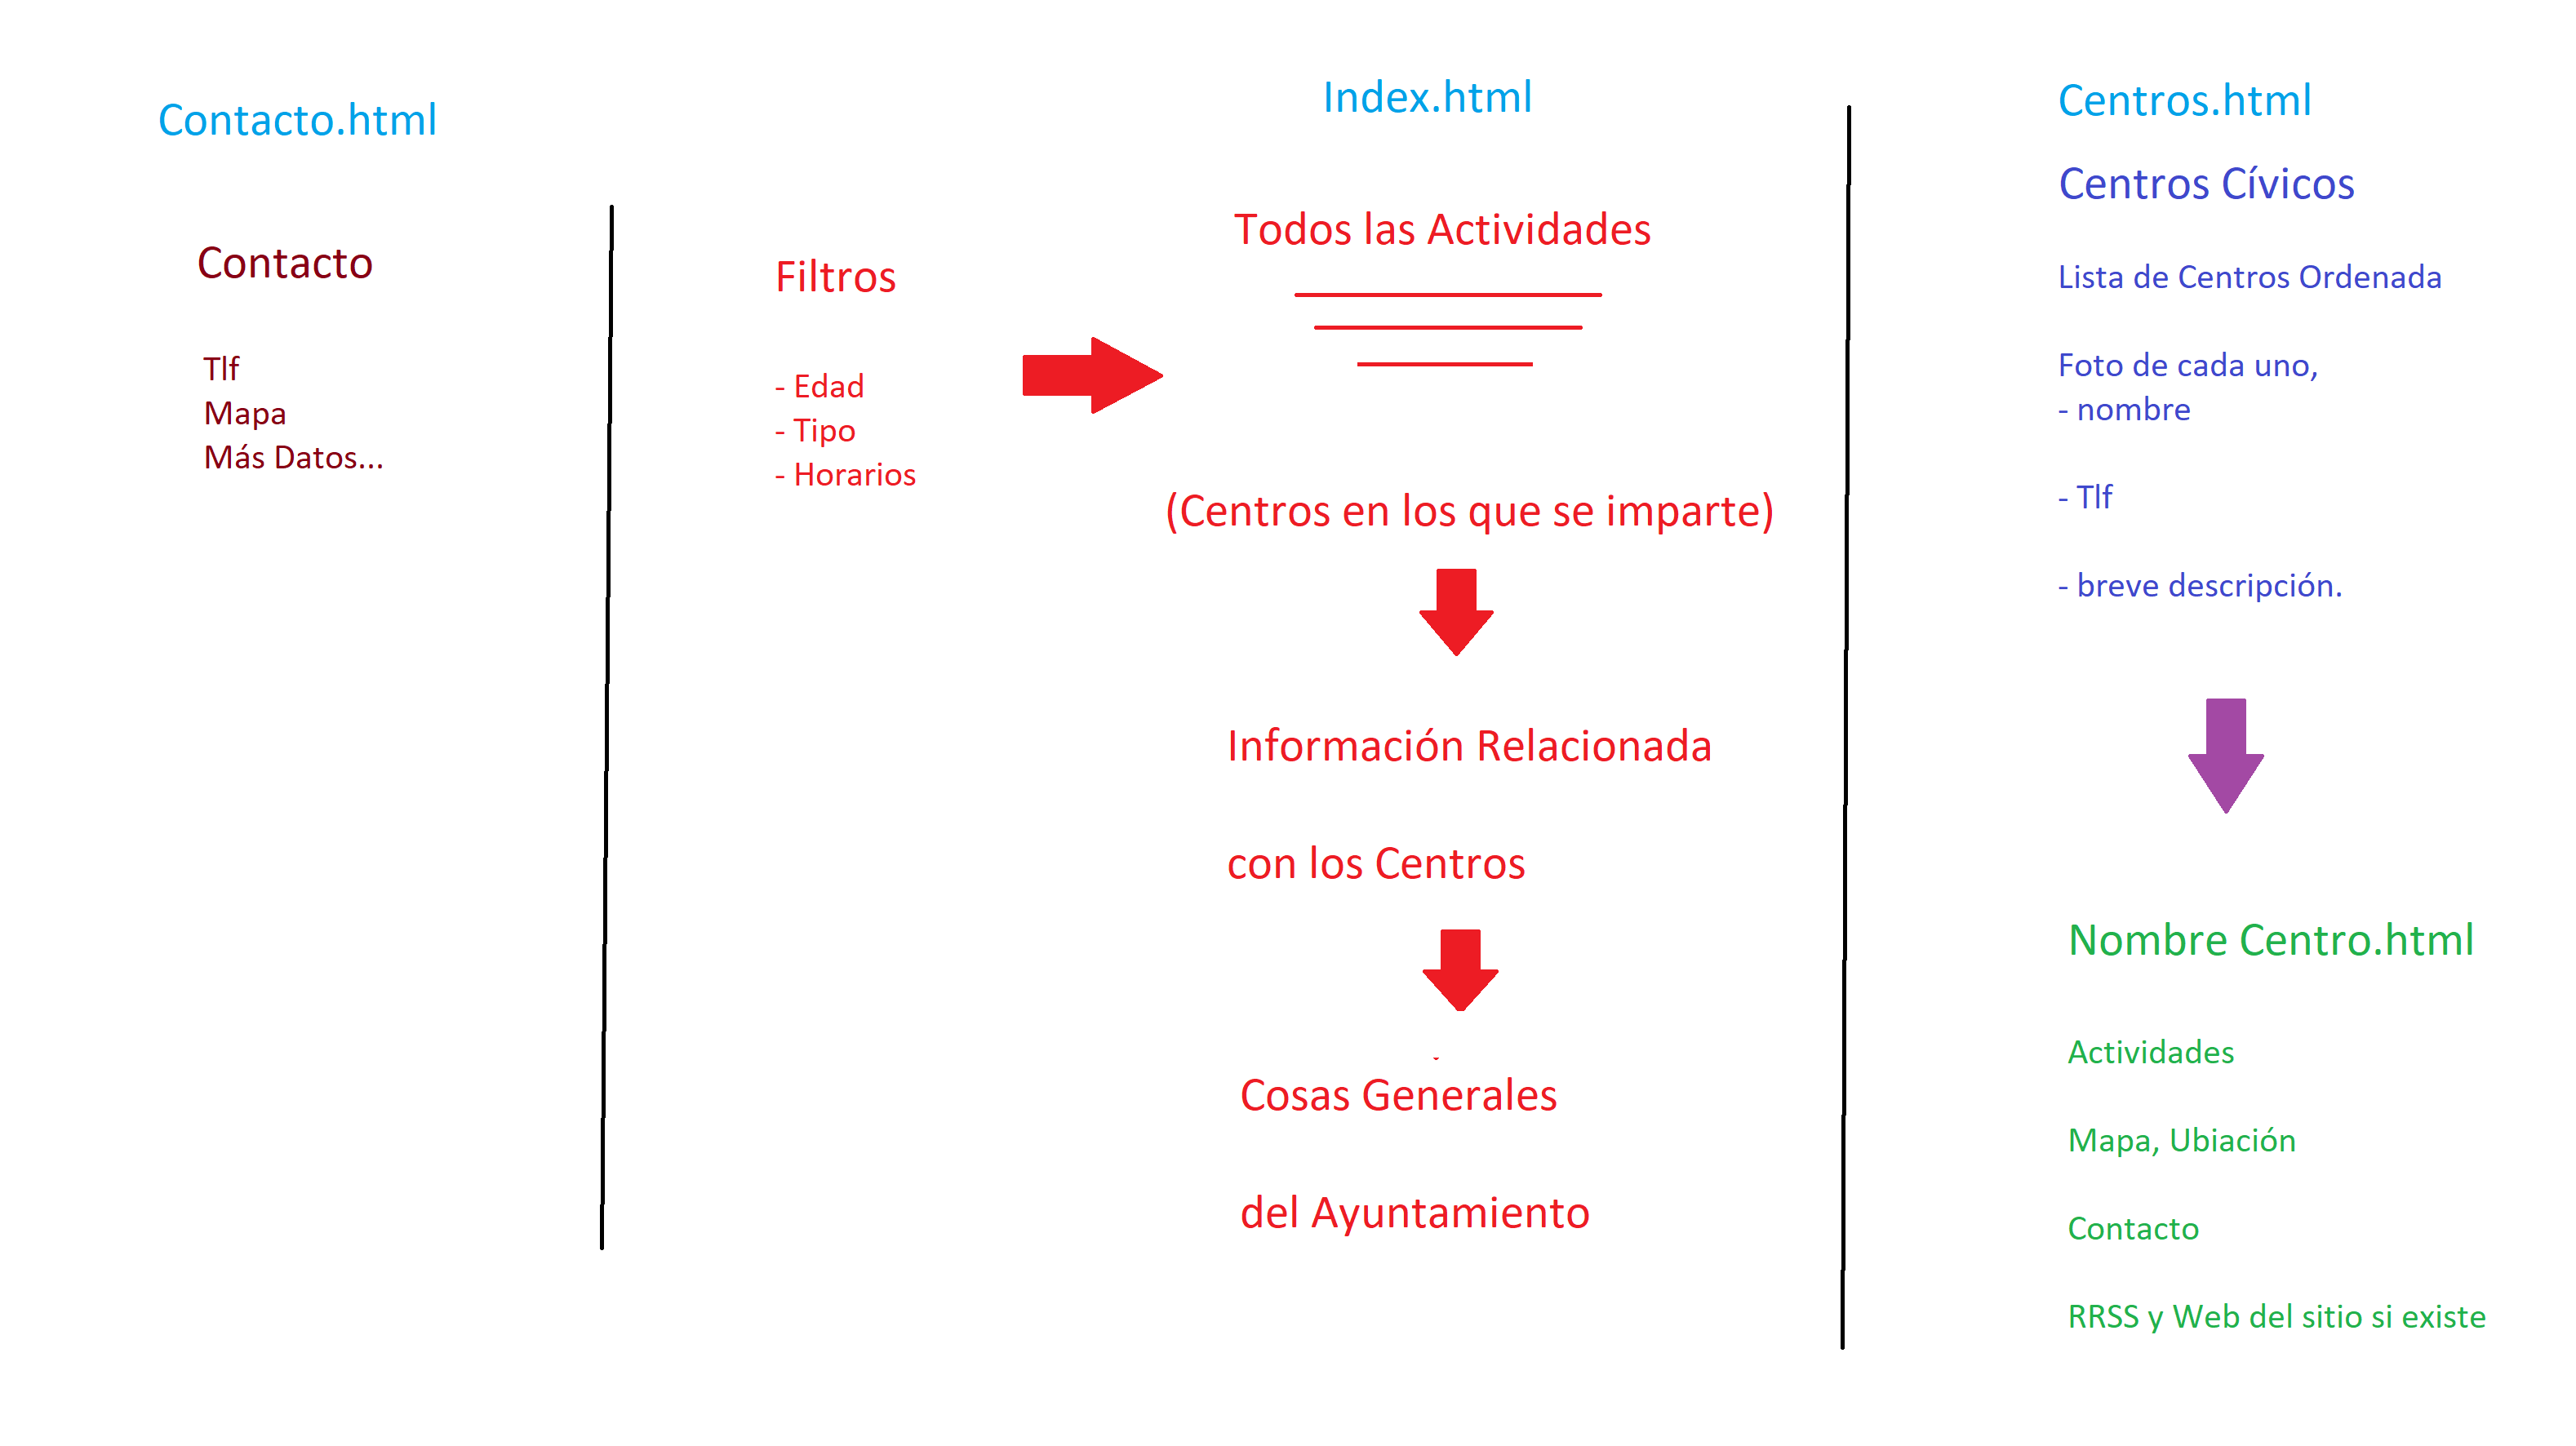 Contacto.html
Contacto
Tlf
Mapa
Más Datos...
Index.html
Filtros
- Edad
- Tipo
- Horarios
Todos las Actividades
(Centros en los que se imparte)
Información Relacionada
con los Centros
Cosas Generales
del Ayuntamiento
Centros.html
Centros Cívicos
Lista de Centros Ordenada
Foto de cada uno,
- nombre
- Tlf
- breve descripción.
Nombre Centro.html
Actividades
Mapa, Ubiación
Contacto
RRSS y Web del sitio si existe